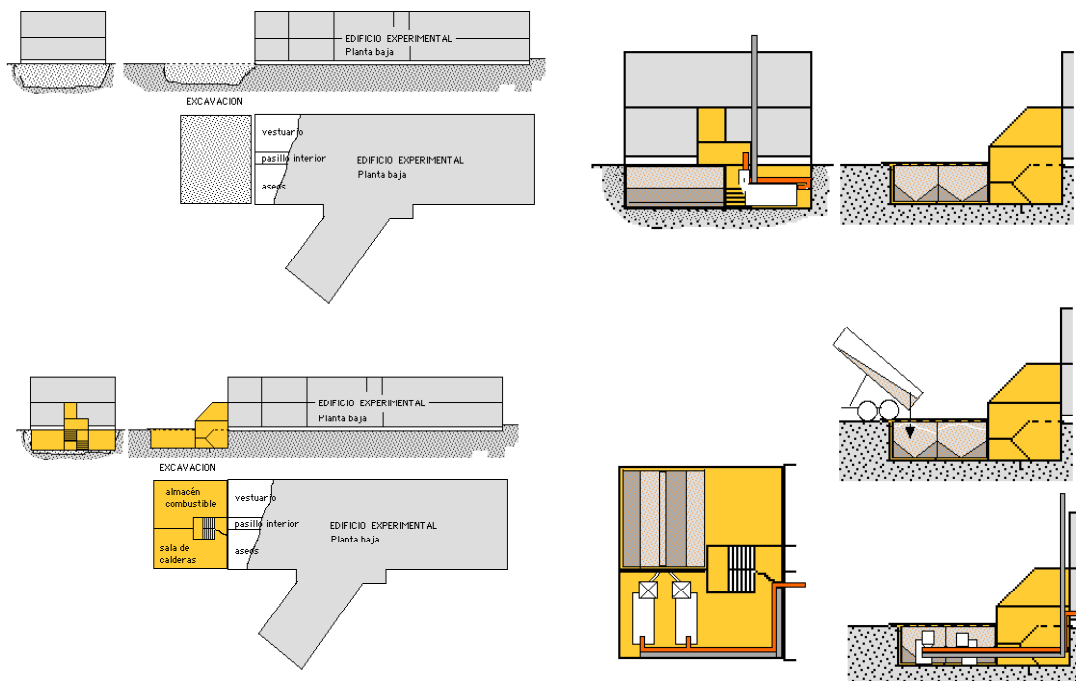 EDIFICIO EXPERIMENTAL
Planta baja
EXCAVACION
vestuario
pasillo interior
aseos
EDIFICIO EXPERIMENTAL
Planta baja
EDIFICIO EXPERIMENTAL
Planta baja
EXCAVACION
almacén
combustible
vestuario
pasillo interior
sala de
calderas
aseos
EDIFICIO EXPERIMENTAL
Planta baja